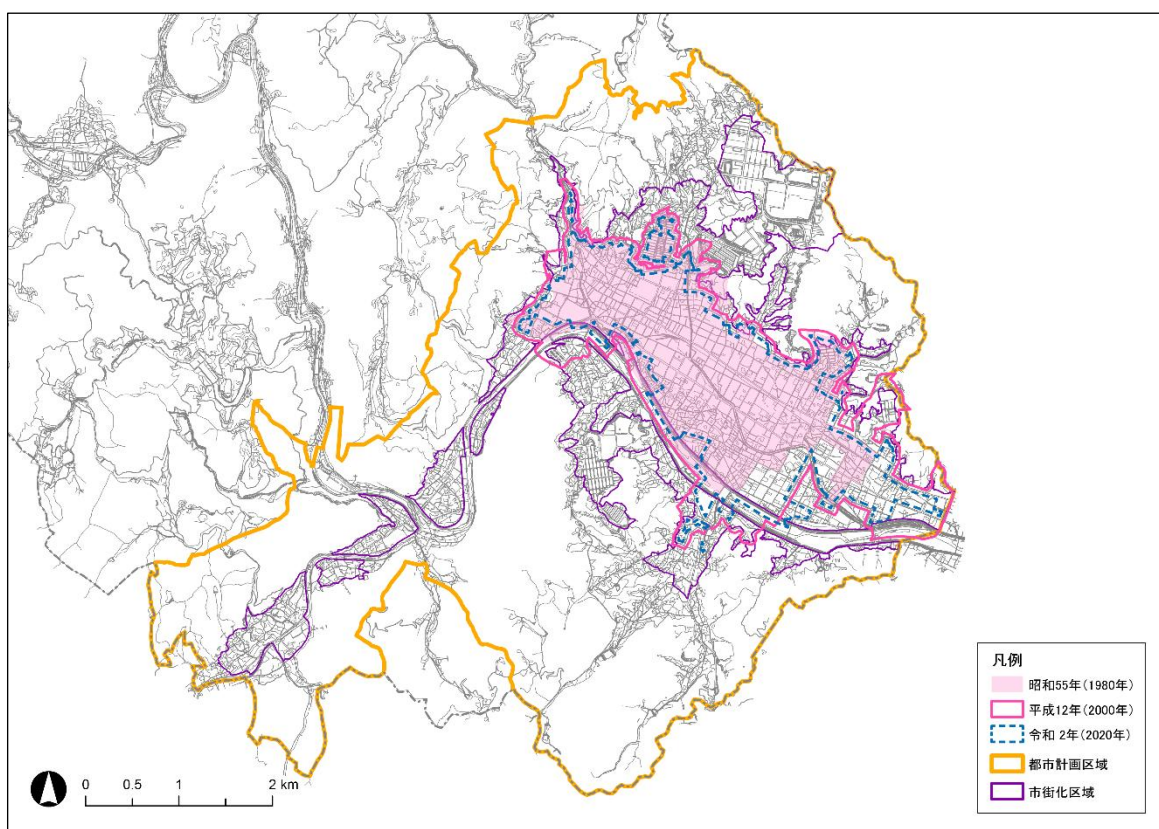 凡例
昭和55年(1980年)
平成12年(2000年)
令和 2年(2020年)
都市計画区域
市街化区域
0 0.5 1 2 km